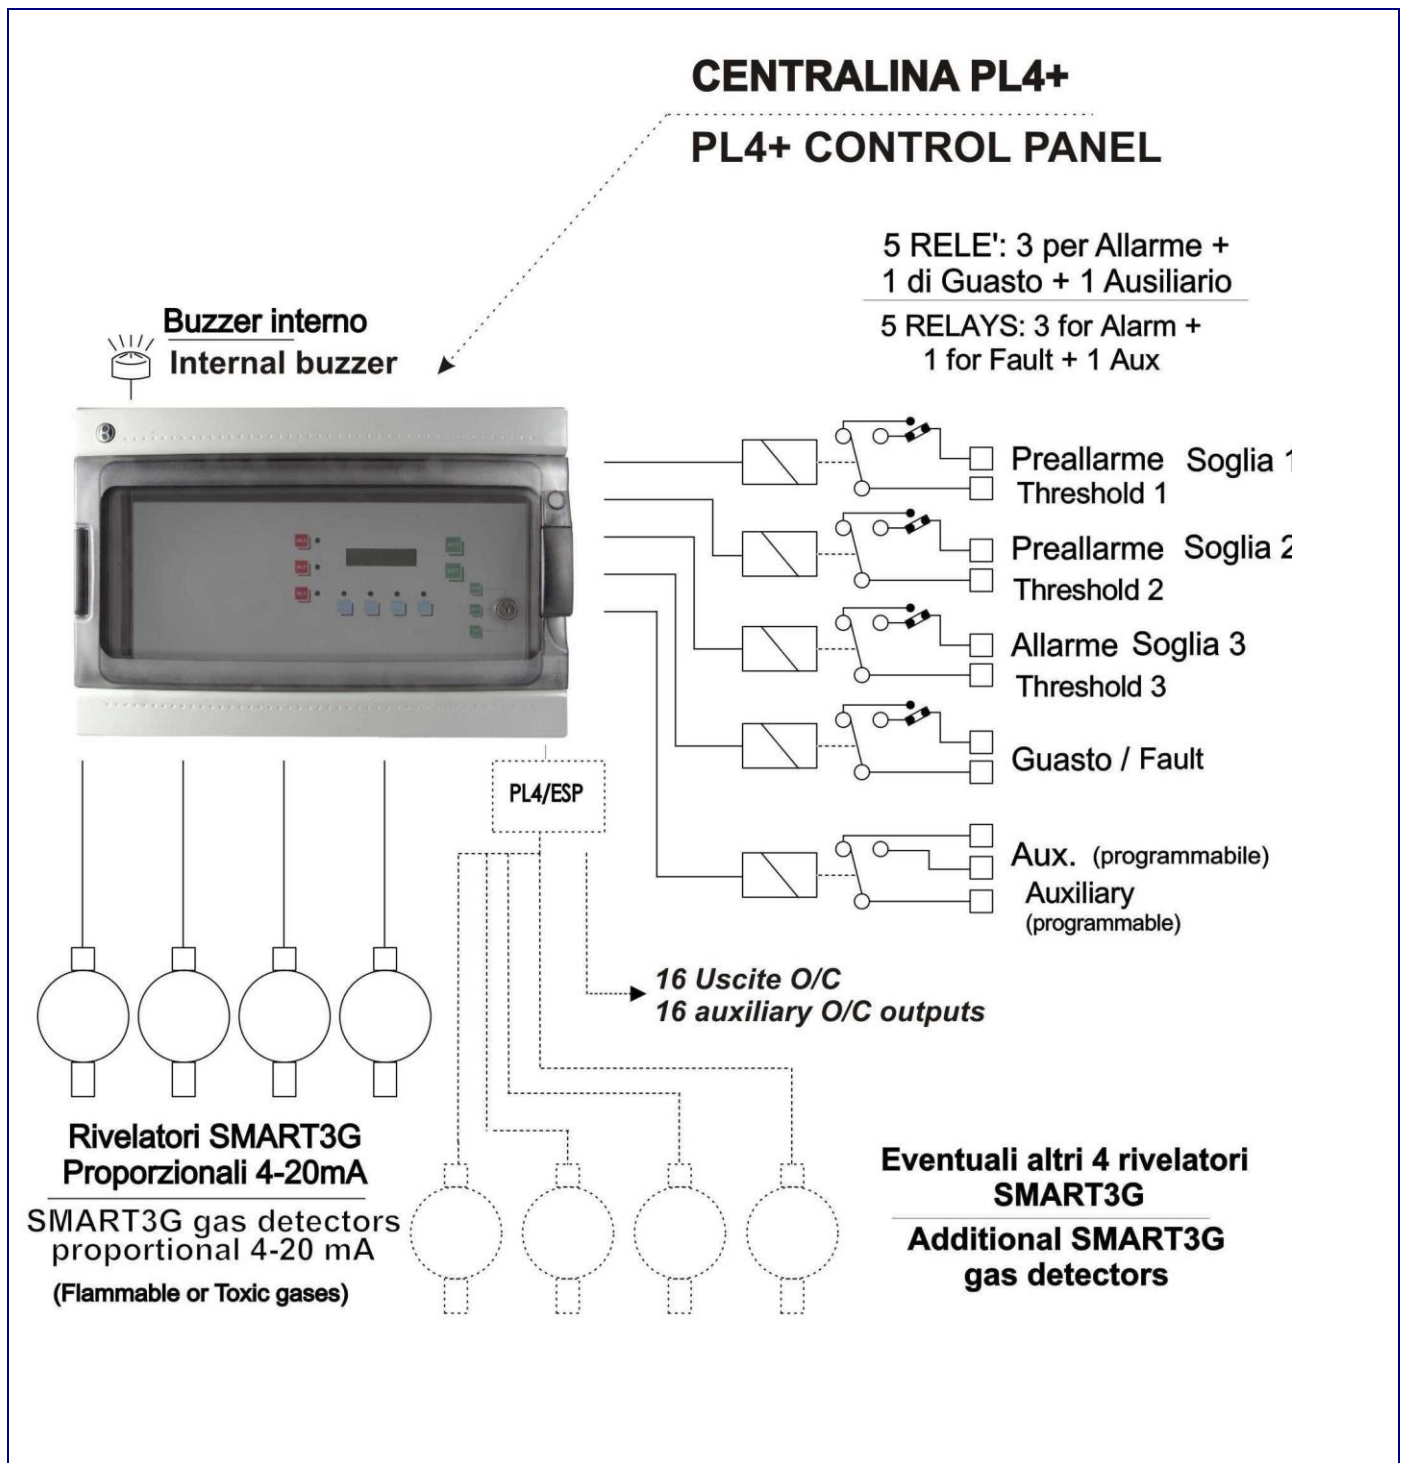 CENTRALINA PL4+
PL4+ CONTROL PANEL
5 RELE': 3 per Allarme +
1 di Guasto + 1 Ausiliario
5 RELAYS: 3 for Alarm +
1 for Fault + 1 Aux
Buzzer interno
Internal buzzer
Preallarme Soglia 1
Threshold 1
Preallarme Soglia 2
Threshold 2
Allarme Soglia 3
Threshold 3
Guasto / Fault
PL4/ESP
Aux. (programmabile)
Auxiliary
(programmable)
16 Uscite O/C
16 auxiliary O/C outputs
Rivelatori SMART3G
Proporzionali 4-20mA
SMART3G gas detectors
proportional 4-20 mA
(Flammable or Toxic gases)
Eventuali altri 4 rivelatori
SMART3G
Additional SMART3G
gas detectors